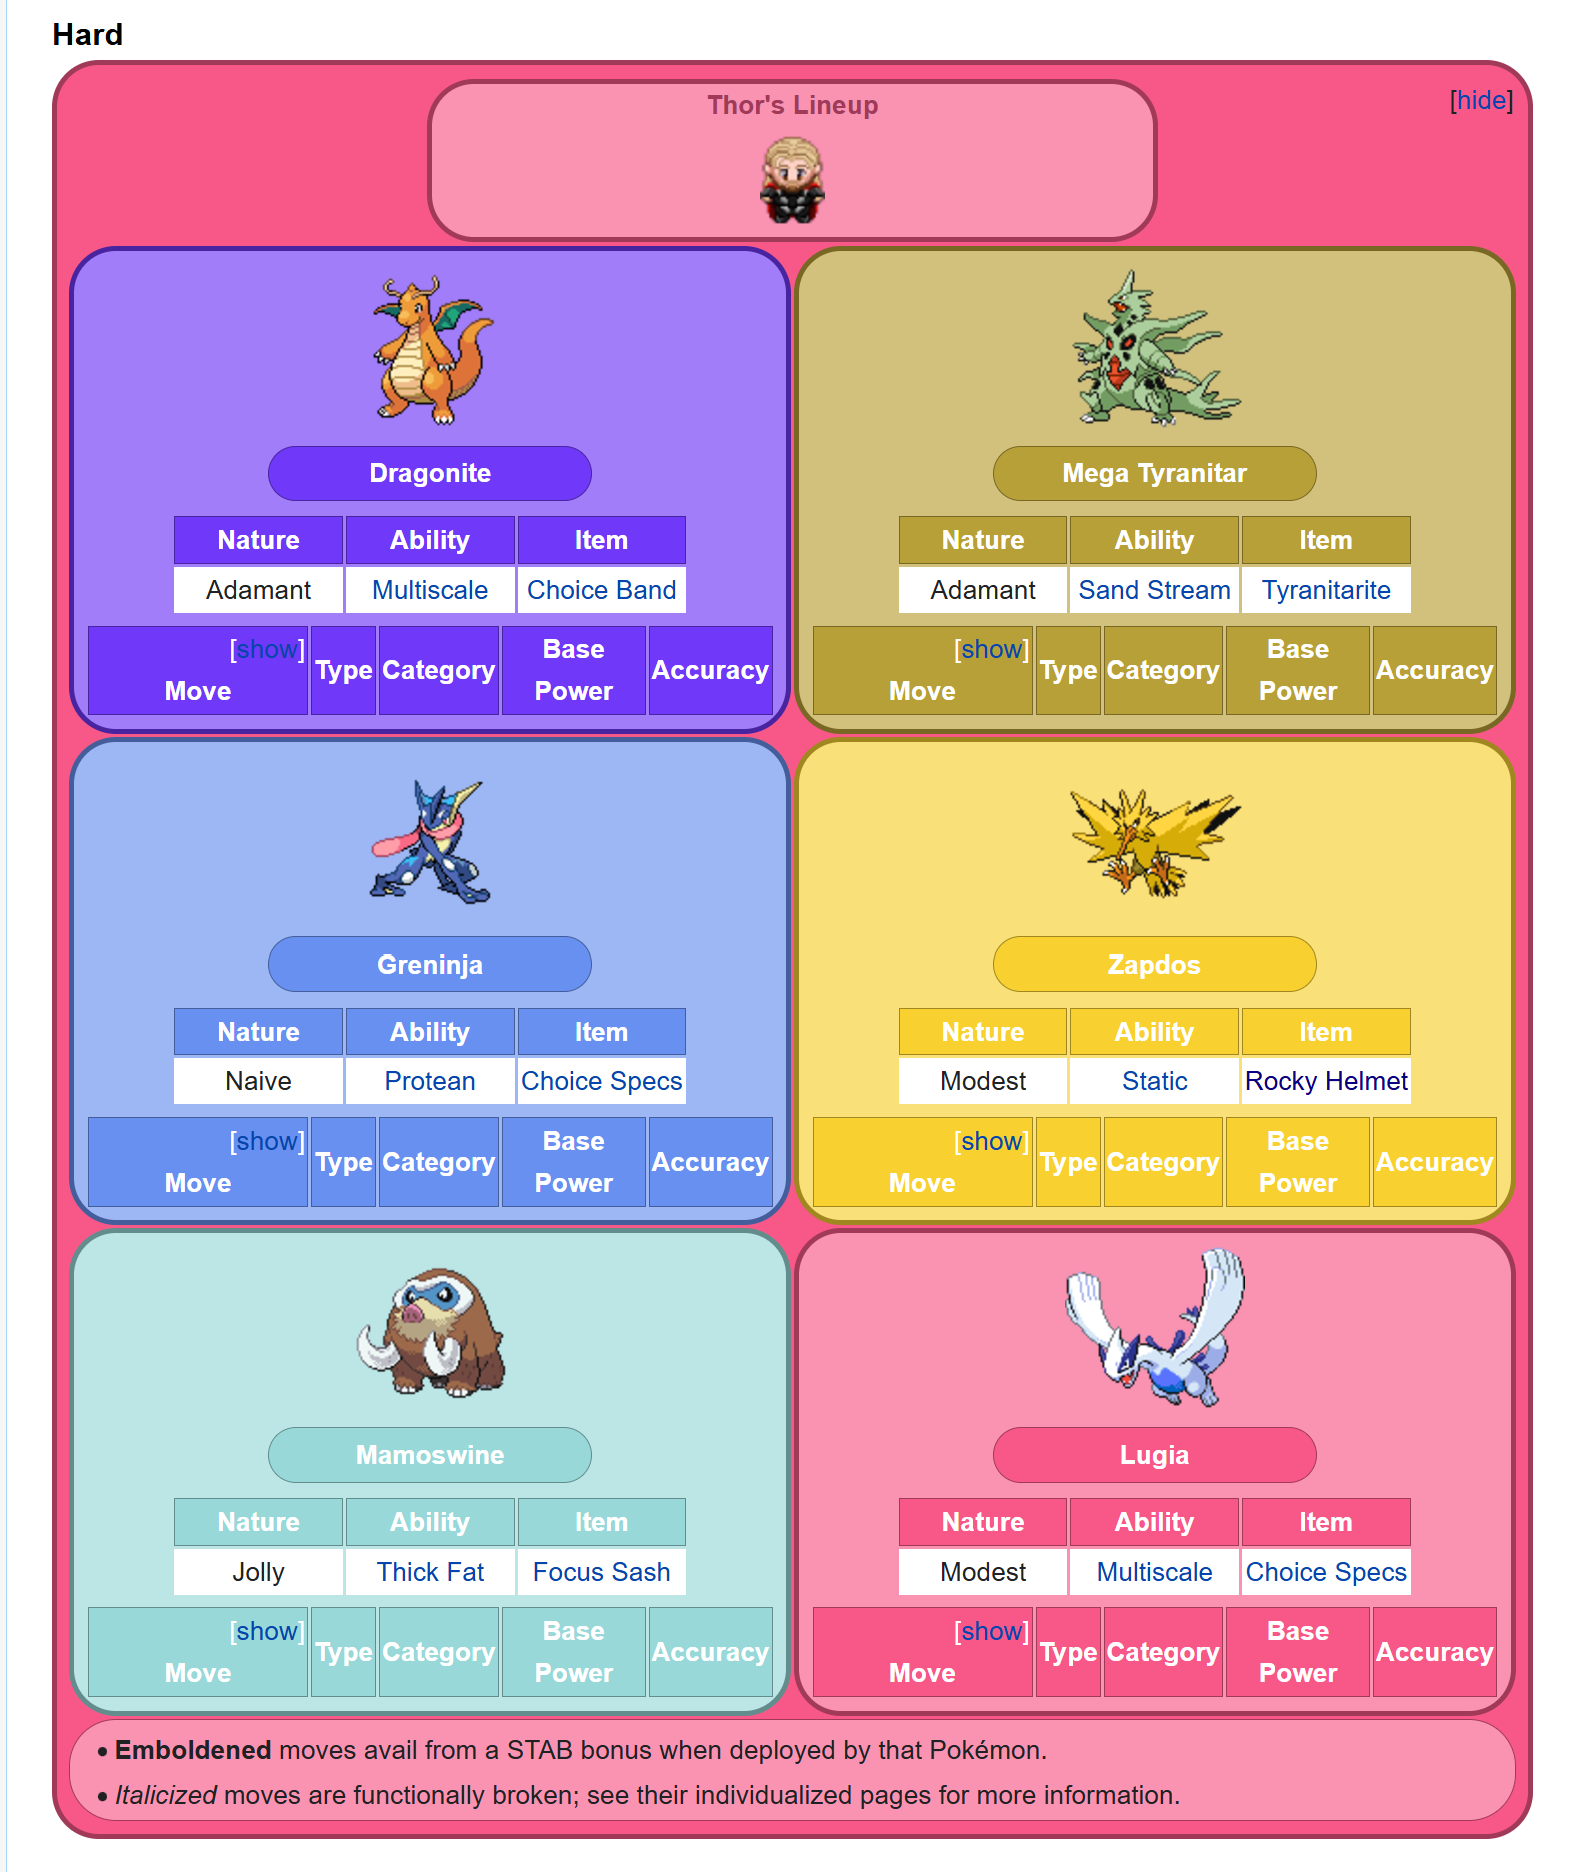 Hard
Thor's Lineup
[hide]
Dragonite
Nature Ability Item
Adamant Multiscale Choice Band
[show]
Move Type Category Base Power Accuracy
Mega Tyranitar
Nature Ability Item
Adamant Sand Stream Tyranitarite
[show]
Move Type Category Base Power Accuracy
Greninja
Nature Ability Item
Naive Protean Choice Specs
[show]
Move Type Category Base Power Accuracy
Zapdos
Nature Ability Item
Modest Static Rocky Helmet
[show]
Move Type Category Base Power Accuracy
Mamoswine
Nature Ability Item
Jolly Thick Fat Focus Sash
[show]
Move Type Category Base Power Accuracy
Lugia
Nature Ability Item
Modest Multiscale Choice Specs
[show]
Move Type Category Base Power Accuracy
• Emboldened moves avail from a STAB bonus when deployed by that Pokémon.
• Italicized moves are functionally broken; see their individualized pages for more information.